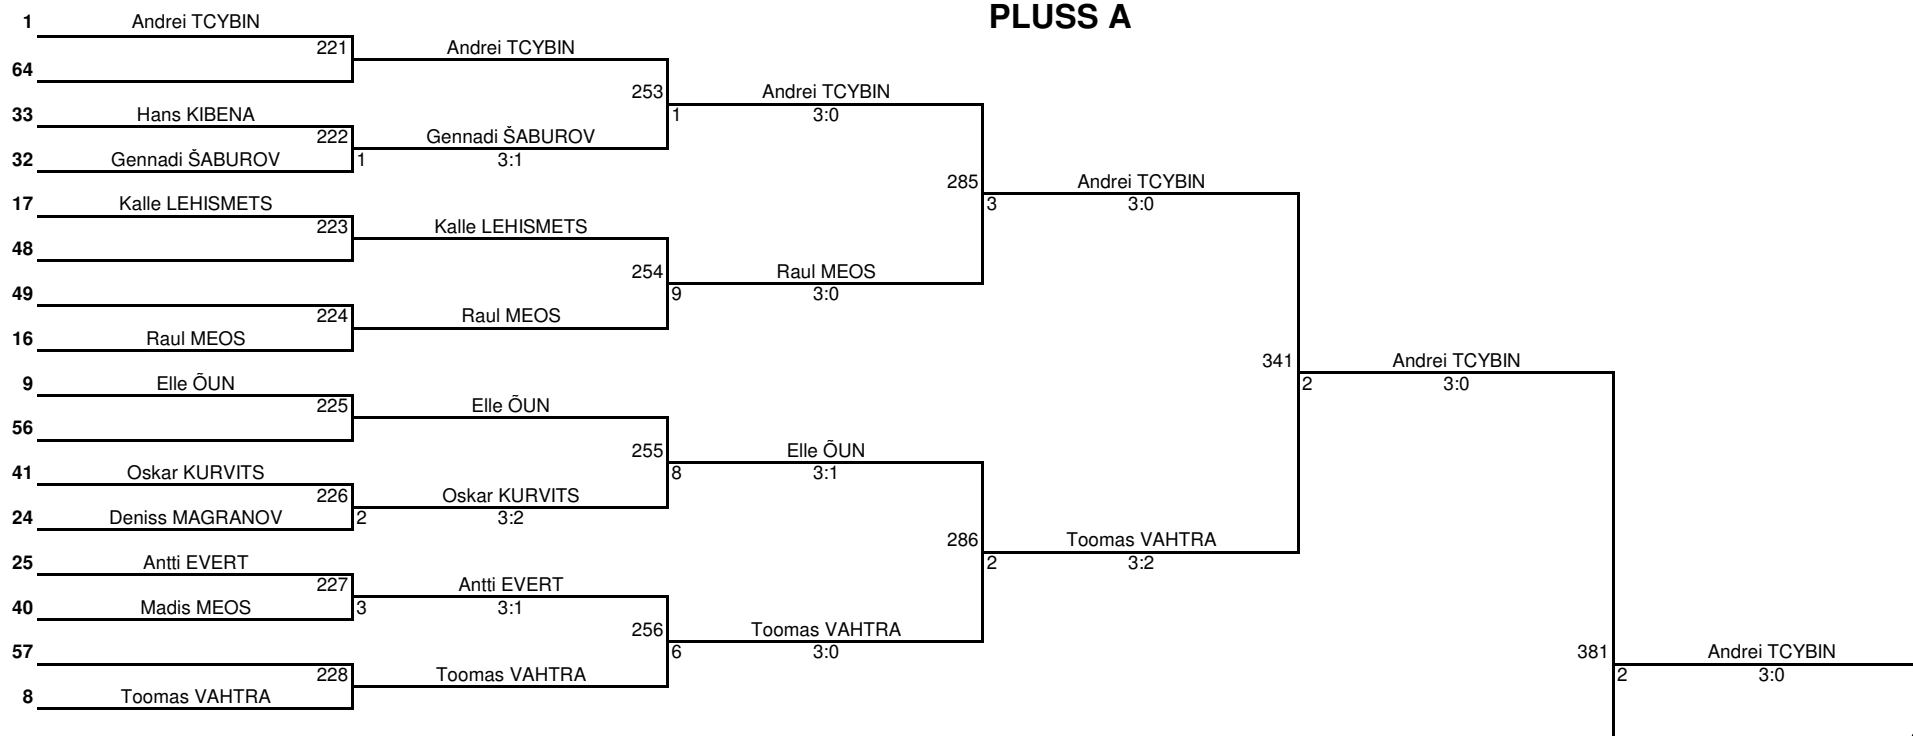 PLUSS A
1 Andrei TCYBIN
221 Andrei TCYBIN
64
253 Andrei TCYBIN
1 3:0
33 Hans KIBENA
222 Gennadi ŠABUROV
32 Gennadi ŠABUROV 1 3:1
285 Andrei TCYBIN
3 3:0
17 Kalle LEHISMETS
223 Kalle LEHISMETS
48
254 Raul MEOS
9 3:0
49
224 Raul MEOS
16 Raul MEOS
341 Andrei TCYBIN
2 3:0
9 Elle ÕUN
225 Elle ÕUN
56
255 Elle ÕUN
8 3:1
41 Oskar KURVITS
226 Oskar KURVITS
24 Deniss MAGRANOV 2 3:2
286 Toomas VAHTRA
2 3:2
25 Antti EVERT
227 Antti EVERT
40 Madis MEOS 3 3:1
256 Toomas VAHTRA
6 3:0
57
228 Toomas VAHTRA
8 Toomas VAHTRA
381 Andrei TCYBIN
2 3:0